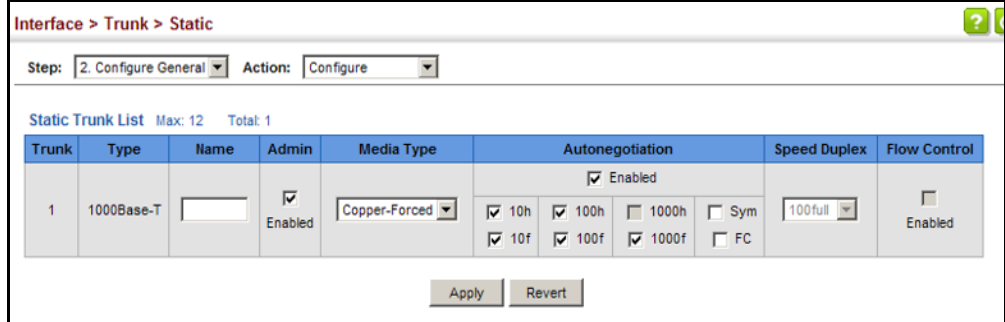 Interface > Trunk > Static
?
Step: 2. Configure General Action: Configure
Static Trunk List Max: 12 Total: 1
Trunk Type Name Admin Media Type Autonegotiation Speed Duplex Flow Control
Enabled
1 1000Base-T Enabled Copper-Forced 10h 100h 1000h Sym 100full Enabled
10f 100f 1000f FC
Apply Revert